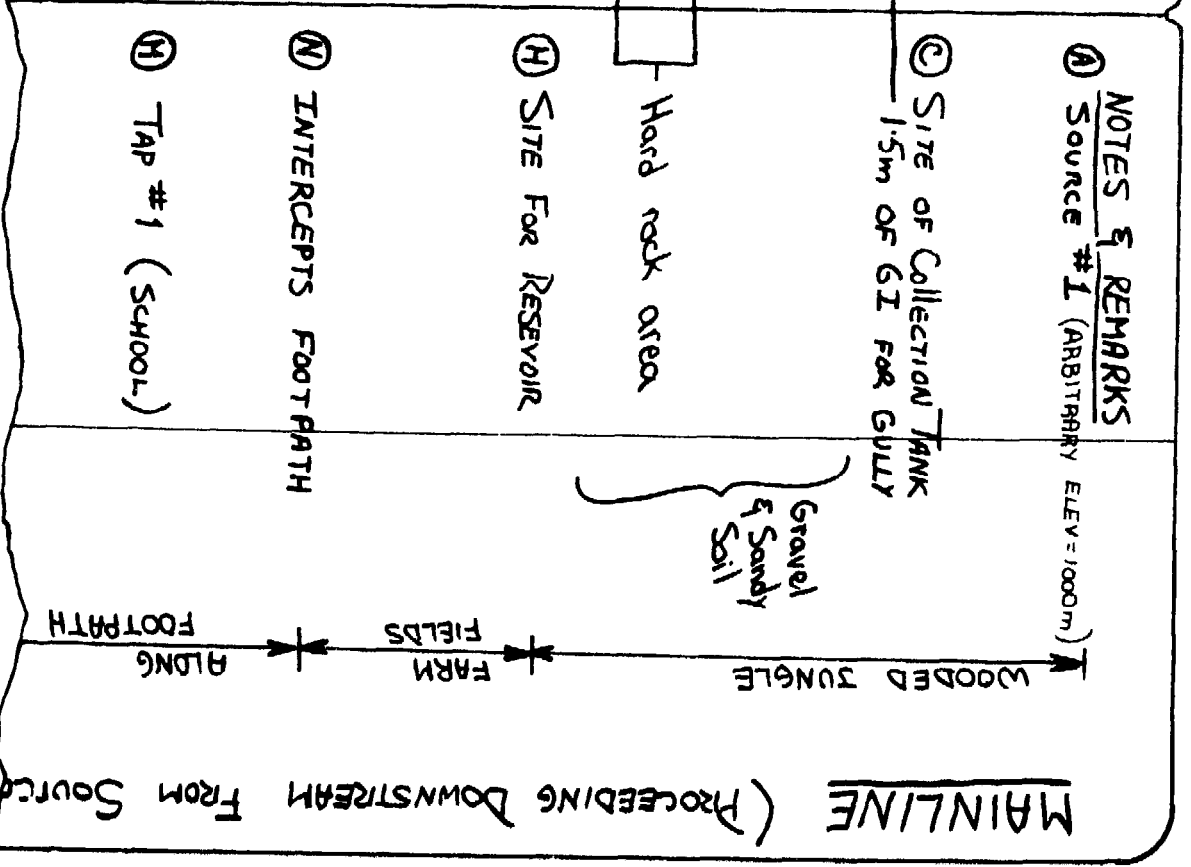 NOTES & REMARKS
Ⓐ SOURCE #1 (ARBITRARY ELEV=1000m)
Ⓒ SITE OF COLLECTION TANK
1.5m OF GI FOR GULLY
Hard rock area
Ⓗ SITE FOR RESEVOIR
Ⓝ INTERCEPTS FOOTPATH
Ⓜ TAP #1 (SCHOOL)
Gravel
& Sandy
Soil
WOODED JUNGLE
FARM
FIELDS
ALONG
FOOTPATH
MAINLINE (PROCEEDING DOWNSTREAM FROM SOURCE